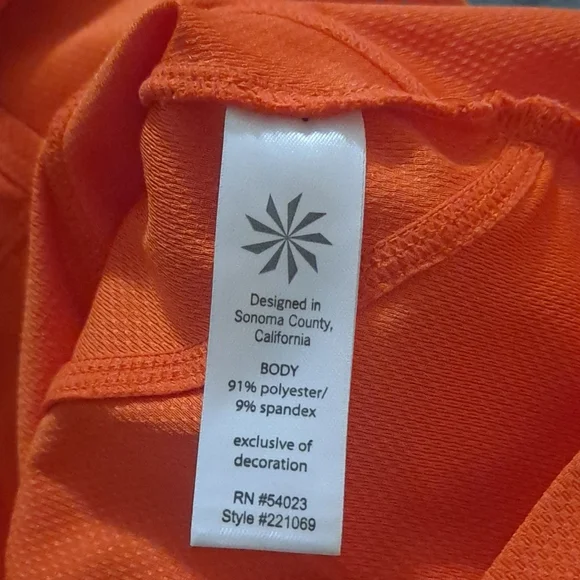 Designed in
Sonoma County,
California
BODY
91% polyester/
9% spandex
exclusive of
decoration
RN #54023
Style #221069